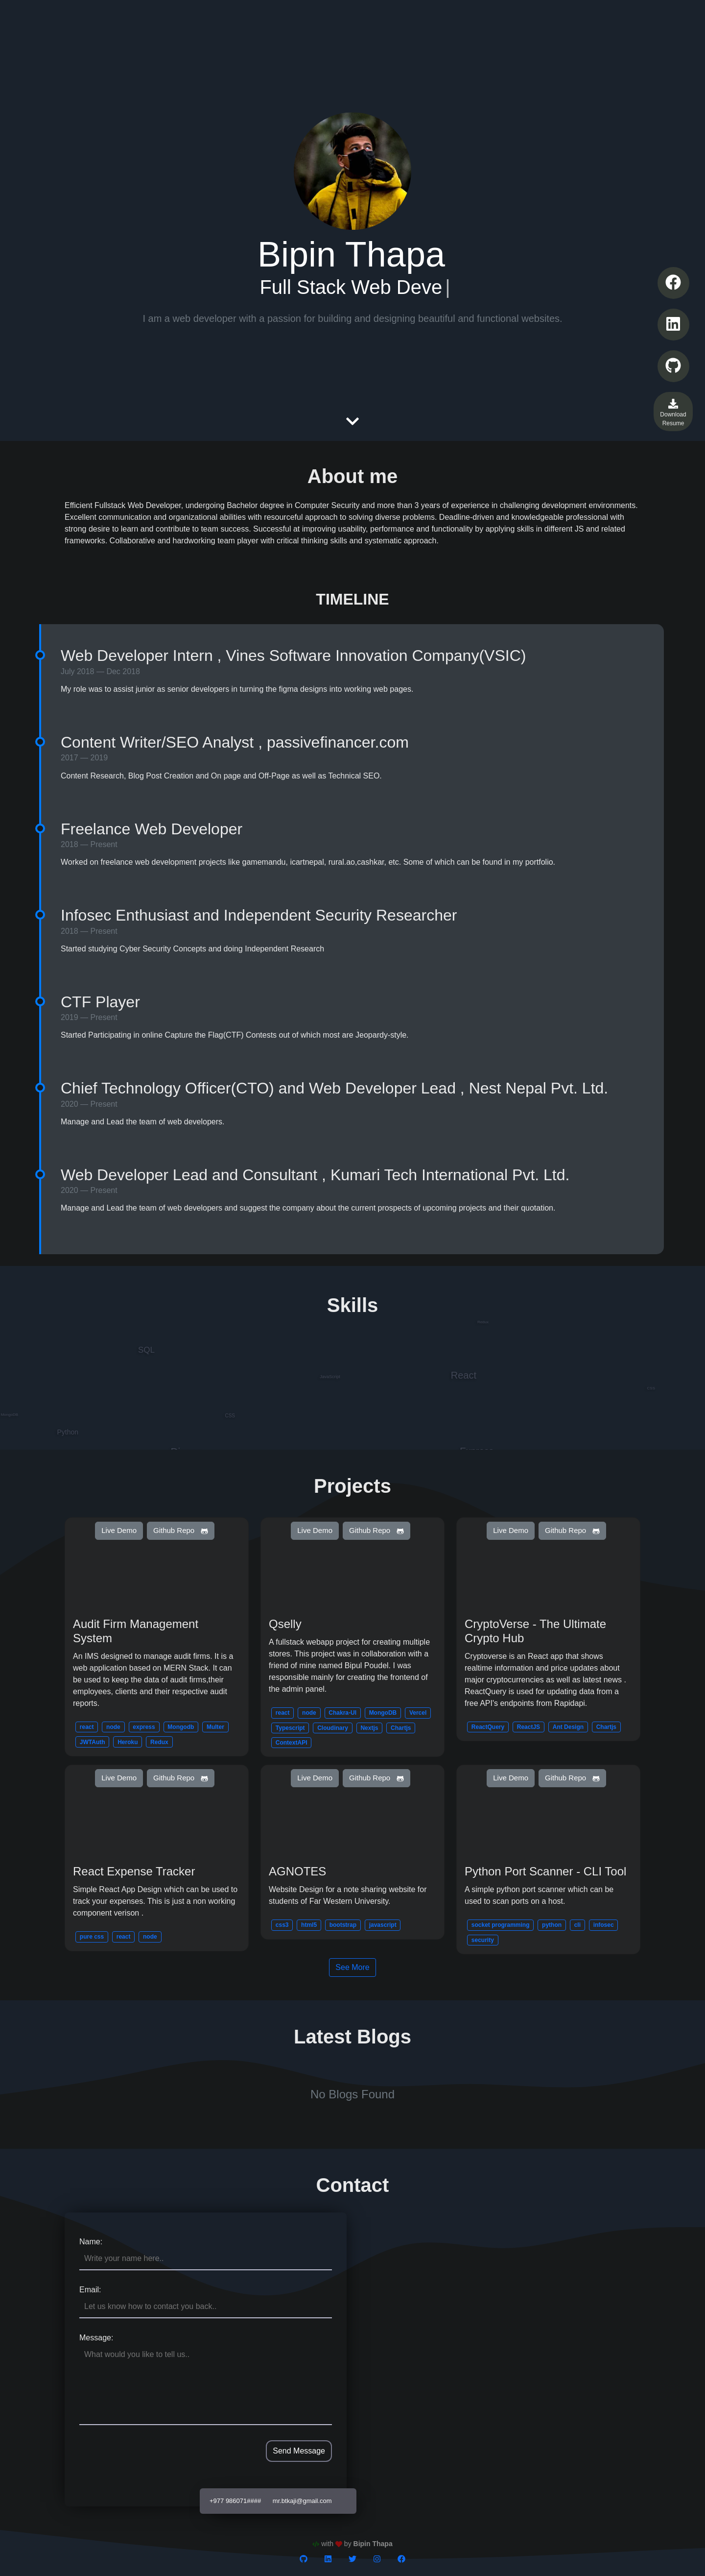 Bipin Thapa
Full Stack Web Deve
I am a web developer with a passion for building and designing beautiful and functional websites.
Download
Resume
About me
Efficient Fullstack Web Developer, undergoing Bachelor degree in Computer Security and more than 3 years of experience in challenging development environments.
Excellent communication and organizational abilities with resourceful approach to solving diverse problems. Deadline-driven and knowledgeable professional with
strong desire to learn and contribute to team success. Successful at improving usability, performance and functionality by applying skills in different JS and related
frameworks. Collaborative and hardworking team player with critical thinking skills and systematic approach.
TIMELINE
Web Developer Intern , Vines Software Innovation Company(VSIC)
July 2018 — Dec 2018
My role was to assist junior as senior developers in turning the figma designs into working web pages.
Content Writer/SEO Analyst , passivefinancer.com
2017 — 2019
Content Research, Blog Post Creation and On page and Off-Page as well as Technical SEO.
Freelance Web Developer
2018 — Present
Worked on freelance web development projects like gamemandu, icartnepal, rural.ao,cashkar, etc. Some of which can be found in my portfolio.
Infosec Enthusiast and Independent Security Researcher
2018 — Present
Started studying Cyber Security Concepts and doing Independent Research
CTF Player
2019 — Present
Started Participating in online Capture the Flag(CTF) Contests out of which most are Jeopardy-style.
Chief Technology Officer(CTO) and Web Developer Lead , Nest Nepal Pvt. Ltd.
2020 — Present
Manage and Lead the team of web developers.
Web Developer Lead and Consultant , Kumari Tech International Pvt. Ltd.
2020 — Present
Manage and Lead the team of web developers and suggest the company about the current prospects of upcoming projects and their quotation.
Skills
SQL
React
CSS
Python
Projects
Live Demo Github Repo
Audit Firm Management
System
An IMS designed to manage audit firms. It is a
web application based on MERN Stack. It can
be used to keep the data of audit firms,their
employees, clients and their respective audit
reports.
react node express Mongodb Multer
JWTAuth Heroku Redux
Live Demo Github Repo
Qselly
A fullstack webapp project for creating multiple
stores. This project was in collaboration with a
friend of mine named Bipul Poudel. I was
responsible mainly for creating the frontend of
the admin panel.
react node Chakra-UI MongoDB Vercel
Typescript Cloudinary Nextjs Chartjs
ContextAPI
Live Demo Github Repo
CryptoVerse - The Ultimate
Crypto Hub
Cryptoverse is an React app that shows
realtime information and price updates about
major cryptocurrencies as well as latest news .
ReactQuery is used for updating data from a
free API's endpoints from Rapidapi.
ReactQuery ReactJS Ant Design Chartjs
Live Demo Github Repo
React Expense Tracker
Simple React App Design which can be used to
track your expenses. This is just a non working
component verison .
pure css react node
Live Demo Github Repo
AGNOTES
Website Design for a note sharing website for
students of Far Western University.
css3 html5 bootstrap javascript
Live Demo Github Repo
Python Port Scanner - CLI Tool
A simple python port scanner which can be
used to scan ports on a host.
socket programming python cli infosec
security
See More
Latest Blogs
No Blogs Found
Contact
Name:
Write your name here..
Email:
Let us know how to contact you back..
Message:
What would you like to tell us..
Send Message
+977 986071#### mr.btkaji@gmail.com
with by Bipin Thapa